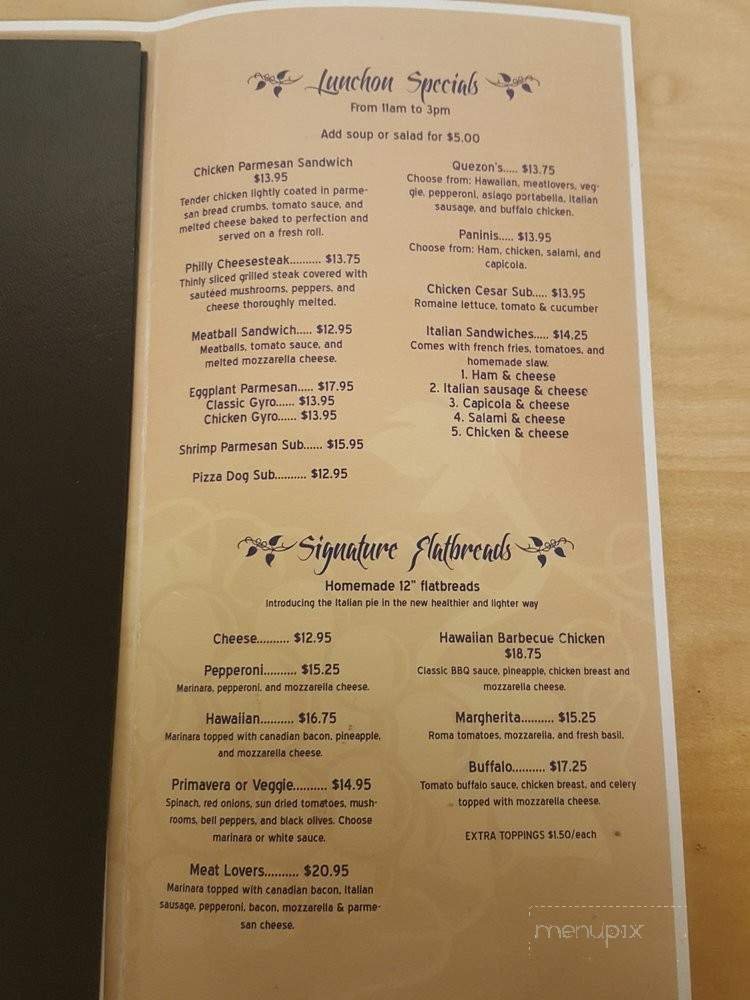 Lunchon Specials
From 11am to 3pm
Add soup or salad for $5.00
Chicken Parmesan Sandwich
$13.95
Tender chicken lightly coated in parme-
san bread crumbs, tomato sauce, and
melted cheese baked to perfection and
served on a fresh roll.
Philly Cheesesteak.......... $13.75
Thinly sliced grilled steak covered with
sautéed mushrooms, peppers, and
cheese thoroughly melted.
Meatball Sandwich..... $12.95
Meatballs, tomato sauce, and
melted mozzarella cheese.
Eggplant Parmesan..... $17.95
Classic Gyro...... $13.95
Chicken Gyro...... $13.95
Shrimp Parmesan Sub...... $15.95
Pizza Dog Sub.......... $12.95
Quezon's..... $13.75
Choose from: Hawaiian, meatlovers, veg-
gie, pepperoni, asiago portabella, Italian
sausage, and buffalo chicken.
Paninis..... $13.95
Choose from: Ham, chicken, salami, and
capicola.
Chicken Cesar Sub..... $13.95
Romaine lettuce, tomato & cucumber
Italian Sandwiches..... $14.25
Comes with french fries, tomatoes, and
homemade slaw.
1. Ham & cheese
2. Italian sausage & cheese
3. Capicola & cheese
4. Salami & cheese
5. Chicken & cheese
Signature Flatbreads
Homemade 12" flatbreads
Introducing the Italian pie in the new healthier and lighter way
Cheese.......... $12.95
Pepperoni.......... $15.25
Marinara, pepperoni, and mozzarella cheese.
Hawaiian.......... $16.75
Marinara topped with canadian bacon, pineapple,
and mozzarella cheese.
Primavera or Veggie.......... $14.95
Spinach, red onions, sun dried tomatoes, mush-
rooms, bell peppers, and black olives. Choose
marinara or white sauce.
Meat Lovers.......... $20.95
Marinara topped with canadian bacon, Italian
sausage, pepperoni, bacon, mozzarella & parme-
san cheese.
Hawaiian Barbecue Chicken
$18.75
Classic BBQ sauce, pineapple, chicken breast and
mozzarella cheese.
Margherita.......... $15.25
Roma tomatoes, mozzarella, and fresh basil.
Buffalo.......... $17.25
Tomato buffalo sauce, chicken breast, and celery
topped with mozzarella cheese.
EXTRA TOPPINGS $1.50/each
menupix